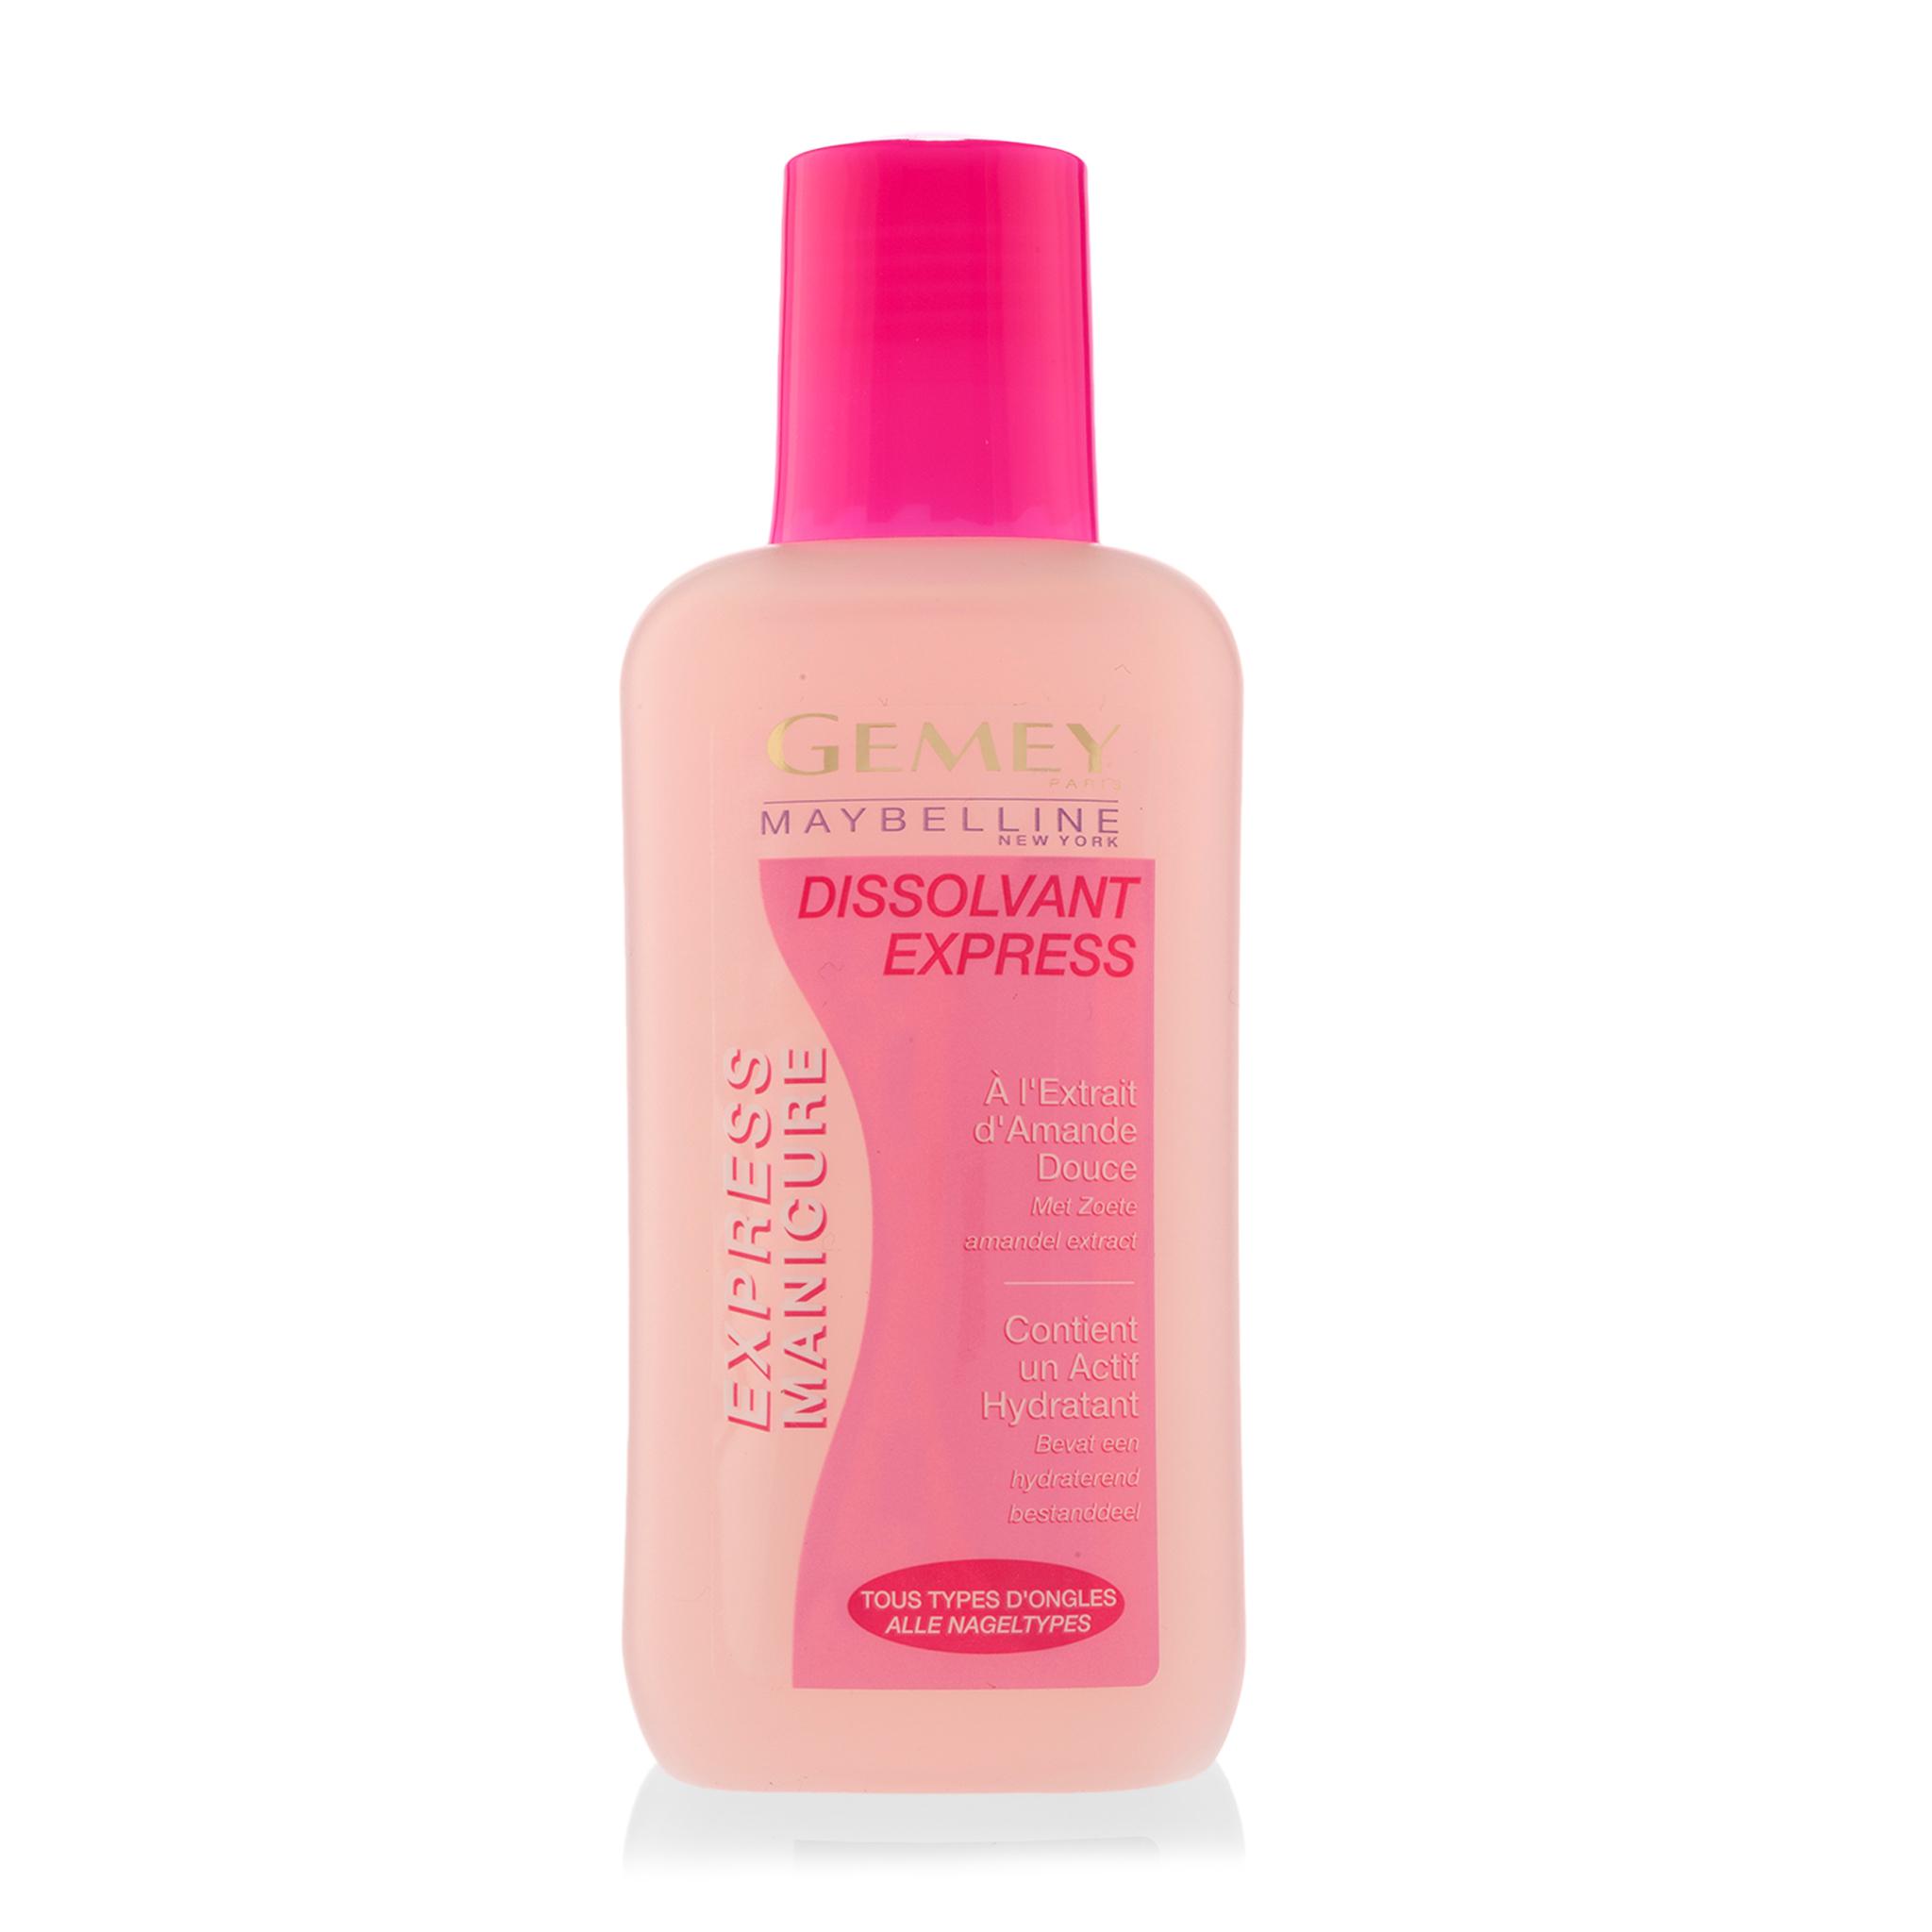 GEMEY
PARIS
MAYBELLINE
NEW YORK
DISSOLVANT
EXPRESS
EXPRESS
MANICURE
À l'Extrait
d'Amande
Douce
Met Zoete
amandel extract
Contient
un Actif
Hydratant
Bevat een
hydraterend
bestanddeel
TOUS TYPES D'ONGLES
ALLE NAGELTYPES